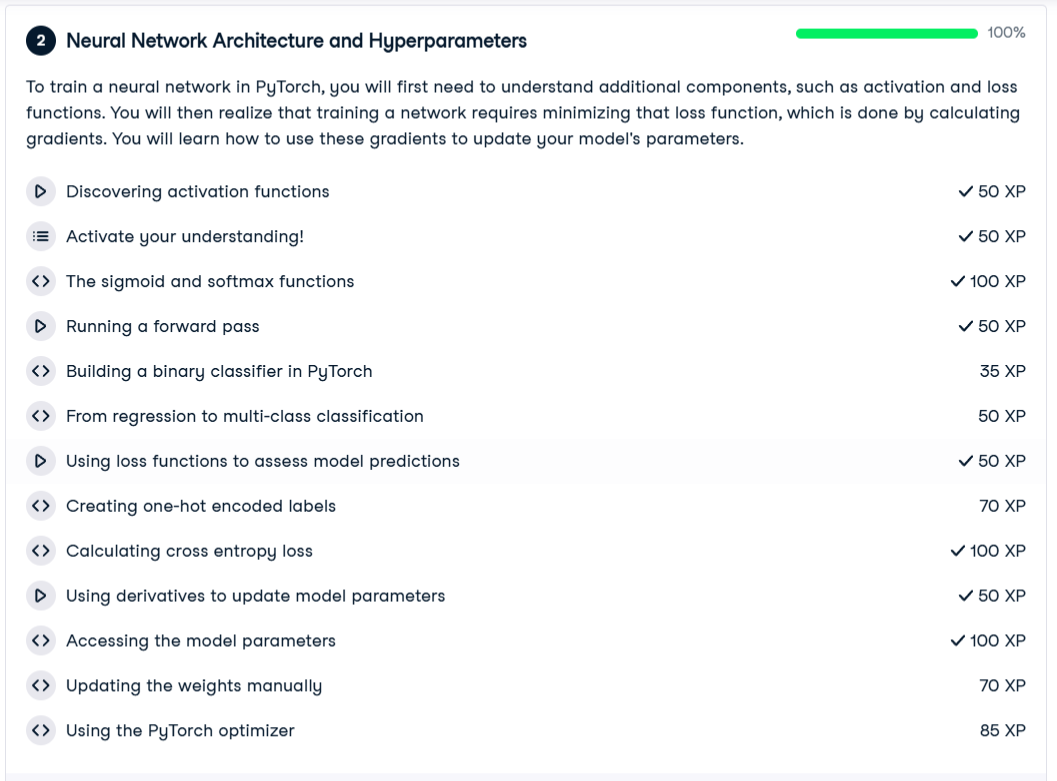 2 Neural Network Architecture and Hyperparameters 100%
To train a neural network in PyTorch, you will first need to understand additional components, such as activation and loss
functions. You will then realize that training a network requires minimizing that loss function, which is done by calculating
gradients. You will learn how to use these gradients to update your model's parameters.
Discovering activation functions 50 XP
Activate your understanding! 50 XP
The sigmoid and softmax functions 100 XP
Running a forward pass 50 XP
Building a binary classifier in PyTorch 35 XP
From regression to multi-class classification 50 XP
Using loss functions to assess model predictions 50 XP
Creating one-hot encoded labels 70 XP
Calculating cross entropy loss 100 XP
Using derivatives to update model parameters 50 XP
Accessing the model parameters 100 XP
Updating the weights manually 70 XP
Using the PyTorch optimizer 85 XP